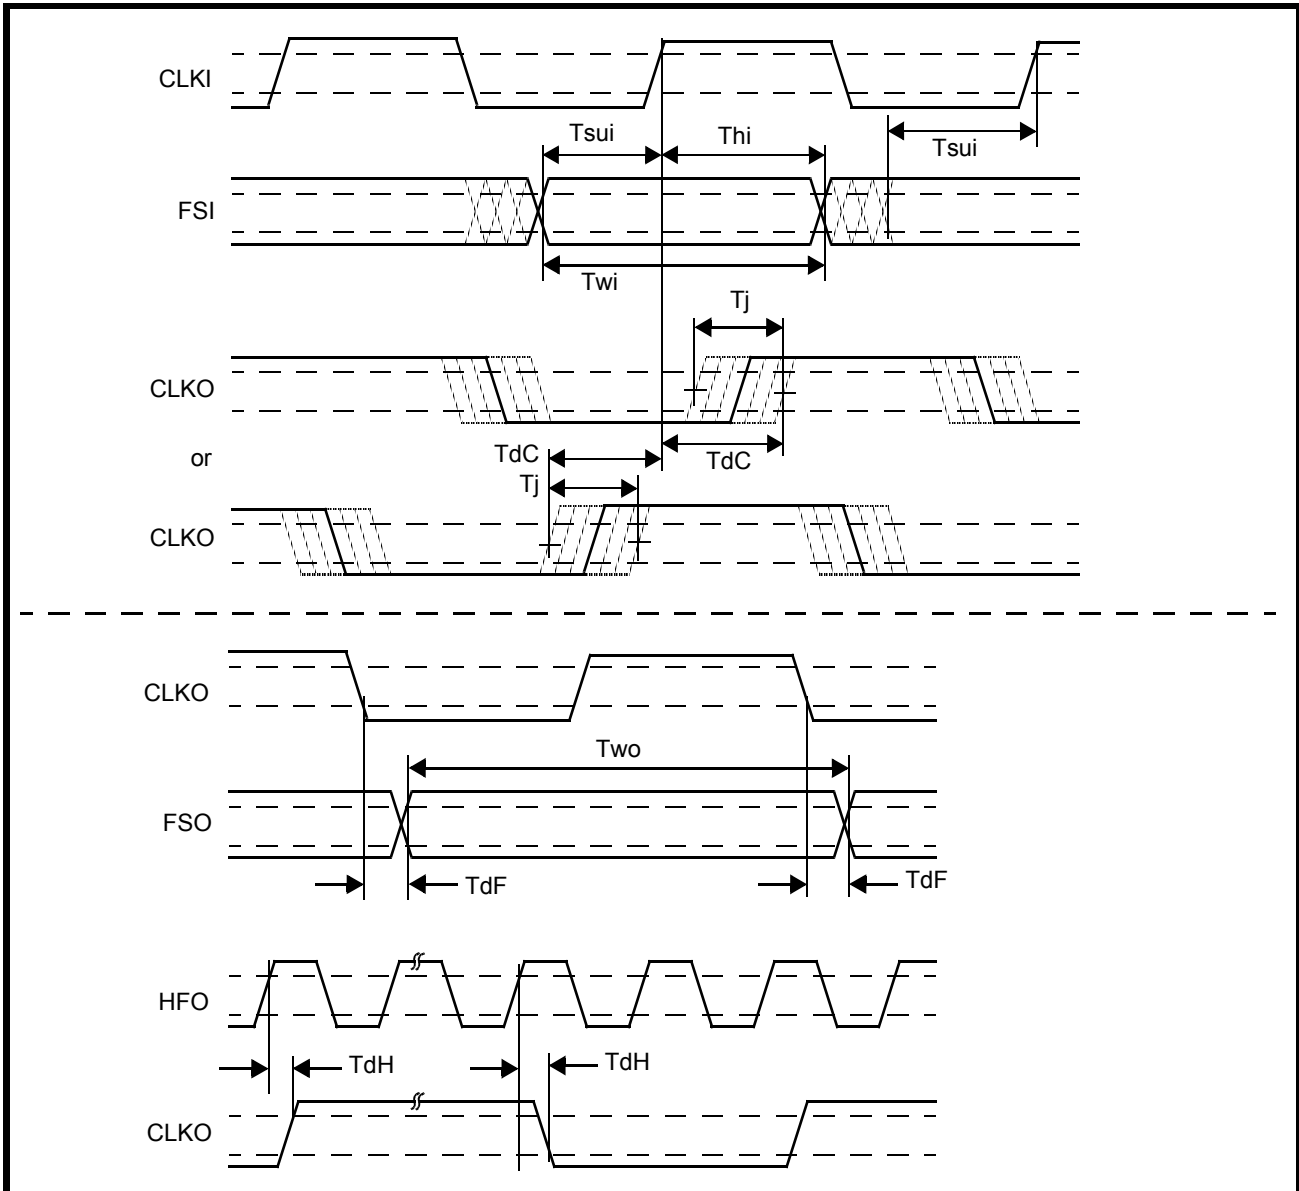 CLKI
Tsui
Thi
Tsui
FSI
Twi
Tj
CLKO
or
TdC
TdC
Tj
CLKO
CLKO
Two
FSO
TdF
TdF
HFO
TdH
TdH
CLKO